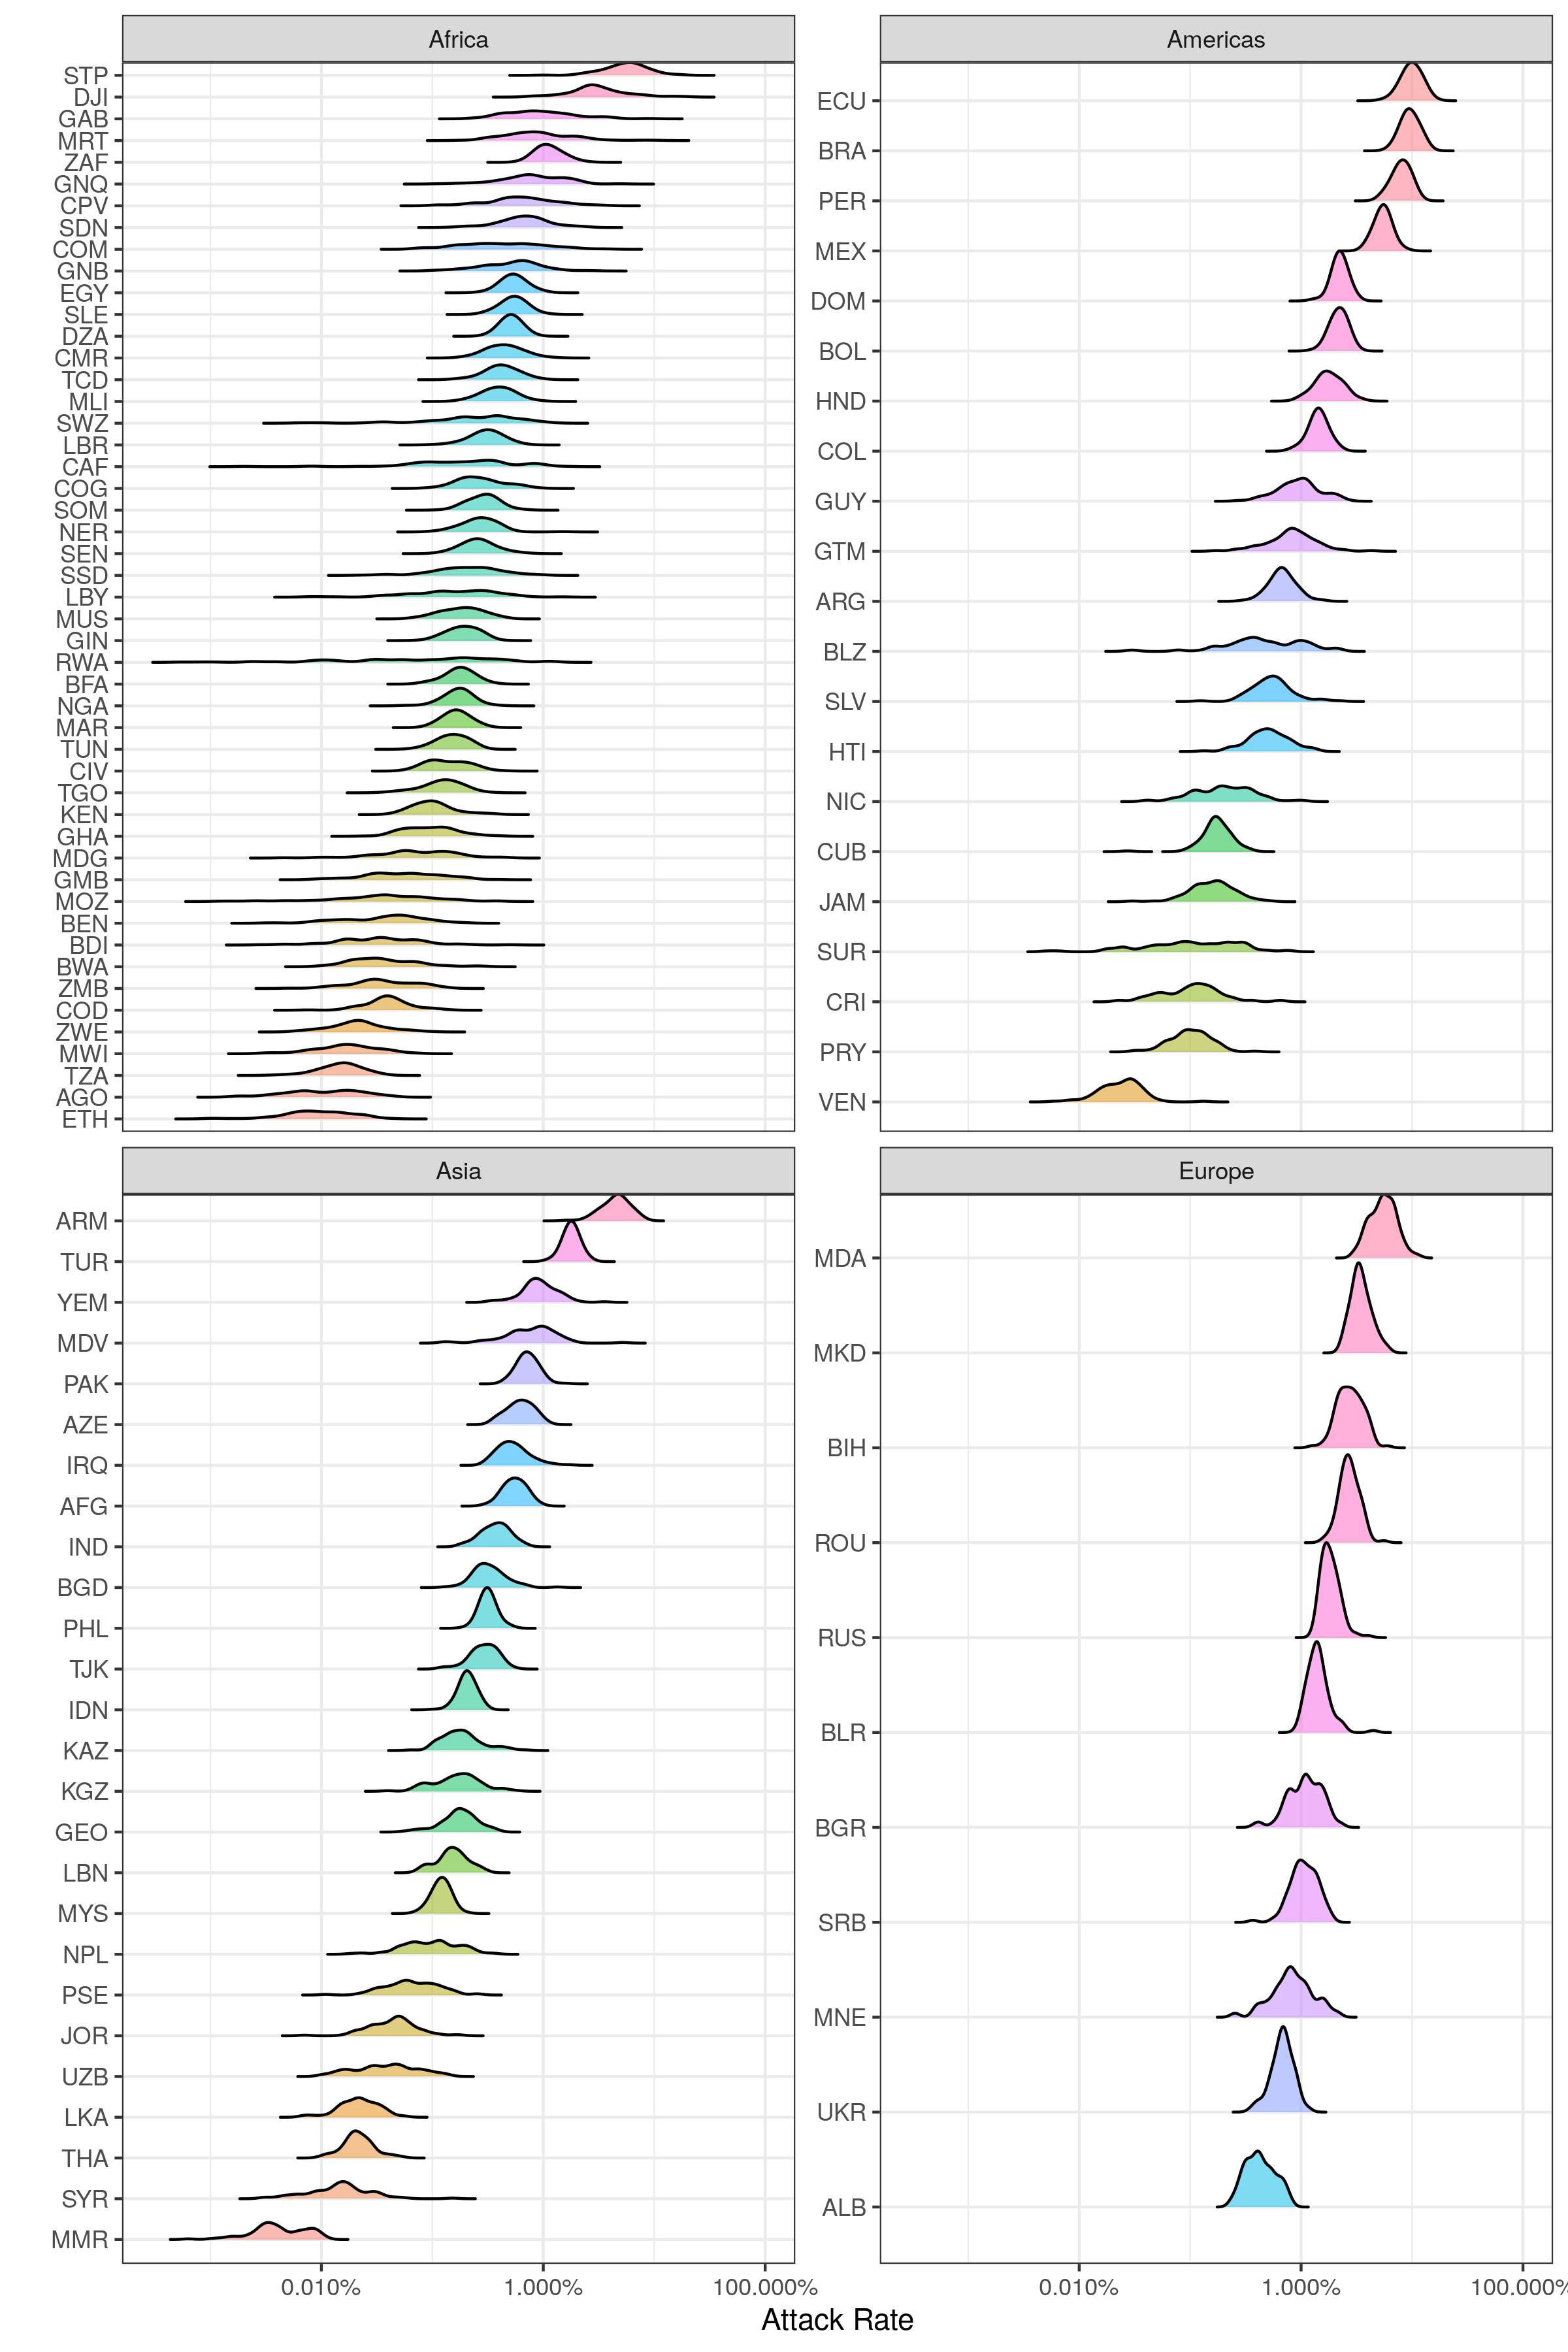 Africa
STP
DJI
GAB
MRT
ZAF
GNQ
CPV
SDN
COM
GNB
EGY
SLE
DZA
CMR
TCD
MLI
SWZ
LBR
CAF
COG
SOM
NER
SEN
SSD
LBY
MUS
GIN
RWA
BFA
NGA
MAR
TUN
CIV
TGO
KEN
GHA
MDG
GMB
MOZ
BEN
BDI
BWA
ZMB
COD
ZWE
MWI
TZA
AGO
ETH
Americas
ECU
BRA
PER
MEX
DOM
BOL
HND
COL
GUY
GTM
ARG
BLZ
SLV
HTI
NIC
CUB
JAM
SUR
CRI
PRY
VEN
Asia
ARM
TUR
YEM
MDV
PAK
AZE
IRQ
AFG
IND
BGD
PHL
TJK
IDN
KAZ
KGZ
GEO
LBN
MYS
NPL
PSE
JOR
UZB
LKA
THA
SYR
MMR
0.010% 1.000% 100.000%
Europe
MDA
MKD
BIH
ROU
RUS
BLR
BGR
SRB
MNE
UKR
ALB
0.010% 1.000% 100.000%
Attack Rate